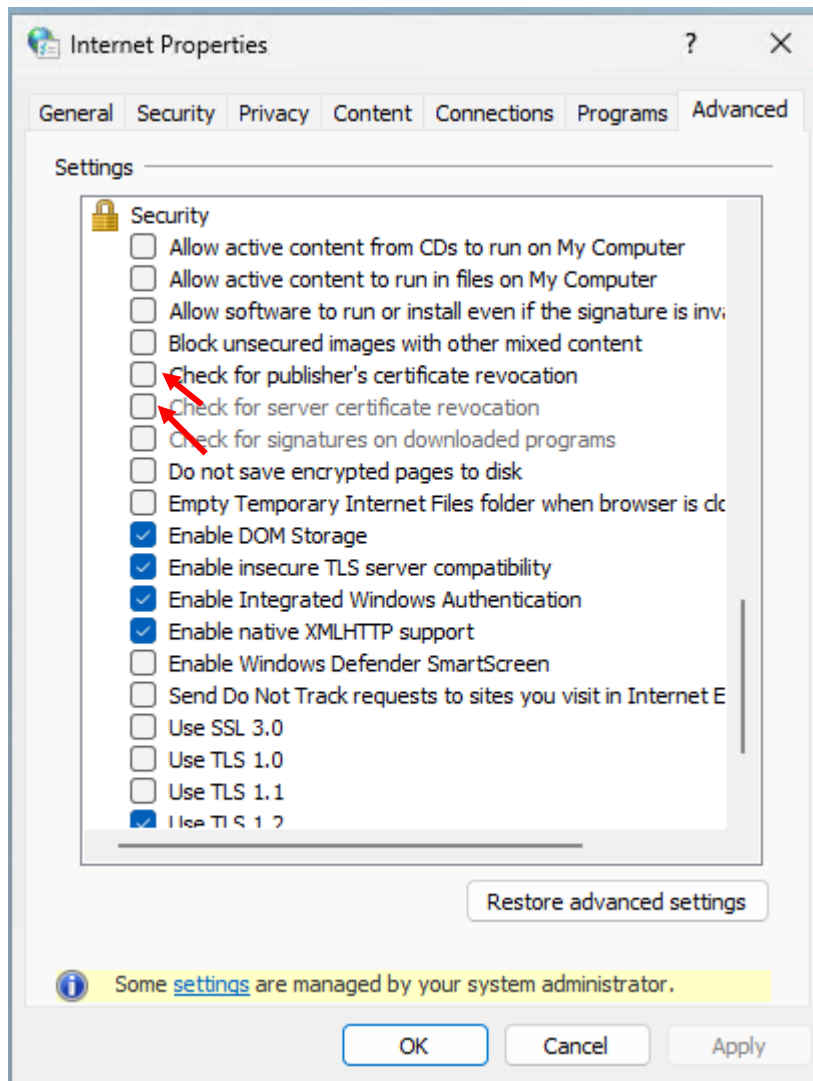 Internet Properties
?
General Security Privacy Content Connections Programs Advanced
Settings
Security
Allow active content from CDs to run on My Computer
Allow active content to run in files on My Computer
Allow software to run or install even if the signature is inva
Block unsecured images with other mixed content
Check for publisher's certificate revocation
Check for server certificate revocation
Check for signatures on downloaded programs
Do not save encrypted pages to disk
Empty Temporary Internet Files folder when browser is clo
Enable DOM Storage
Enable insecure TLS server compatibility
Enable Integrated Windows Authentication
Enable native XMLHTTP support
Enable Windows Defender SmartScreen
Send Do Not Track requests to sites you visit in Internet E
Use SSL 3.0
Use TLS 1.0
Use TLS 1.1
Use TLS 1.2
Restore advanced settings
Some settings are managed by your system administrator.
OK Cancel Apply